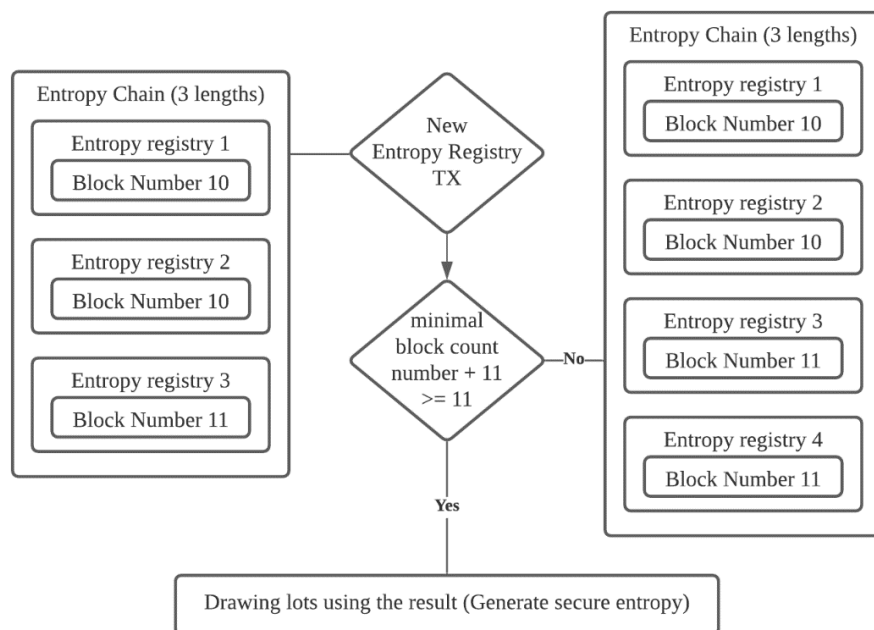 Entropy Chain (3 lengths)
Entropy registry 1
Block Number 10
Entropy registry 2
Block Number 10
Entropy registry 3
Block Number 11
New
Entropy Registry
TX
minimal
block count
number + 11
>= 11
No
Yes
Entropy Chain (3 lengths)
Entropy registry 1
Block Number 10
Entropy registry 2
Block Number 10
Entropy registry 3
Block Number 11
Entropy registry 4
Block Number 11
Drawing lots using the result (Generate secure entropy)